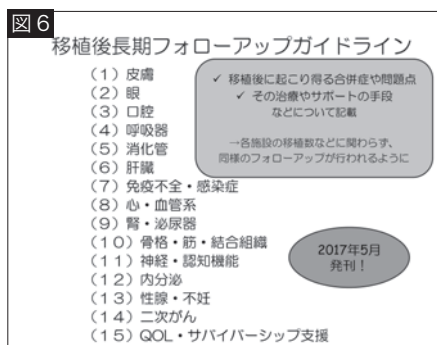 図6
移植後長期フォローアップガイドライン
(1)皮膚
(2)眼
(3)口腔
(4)呼吸器
(5)消化管
(6)肝臓
(7)免疫不全・感染症
(8)心・血管系
(9)腎・泌尿器
(10)骨格・筋・結合組織
(11)神経・認知機能
(12)内分泌
(13)性腺・不妊
(14)二次がん
(15)QOL・サバイバーシップ支援
✓ 移植後に起こり得る合併症や問題点
✓ その治療やサポートの手段
などについて記載
→各施設の移植数などに関わらず、
同様のフォローアップが行われるように
2017年5月
発刊!